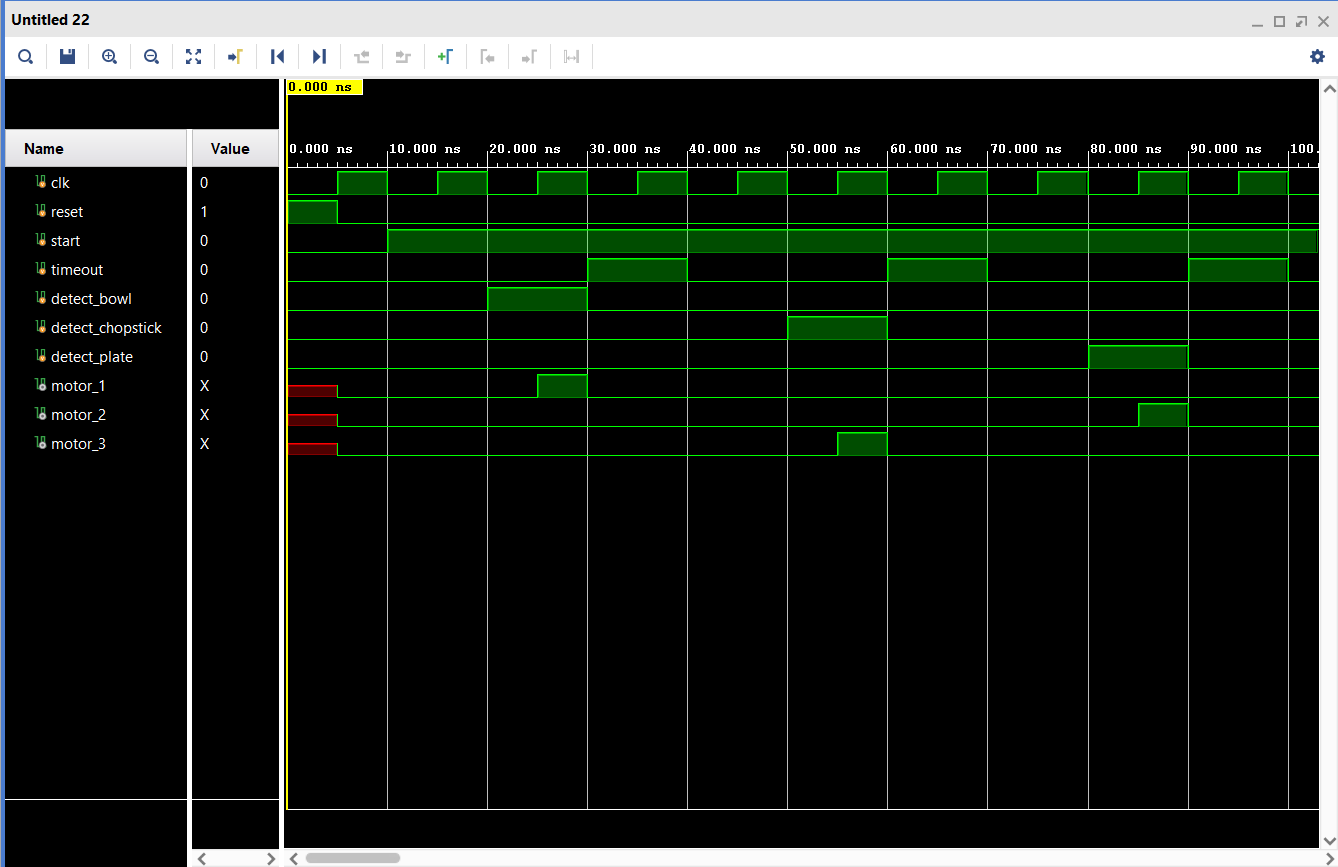 Untitled 22
0.000 ns
Name Value
0.000 ns 10.000 ns 20.000 ns 30.000 ns 40.000 ns 50.000 ns 60.000 ns 70.000 ns 80.000 ns 90.000 ns 100.
clk 0
reset 1
start 0
timeout 0
detect_bowl 0
detect_chopstick 0
detect_plate 0
motor_1 X
motor_2 X
motor_3 X